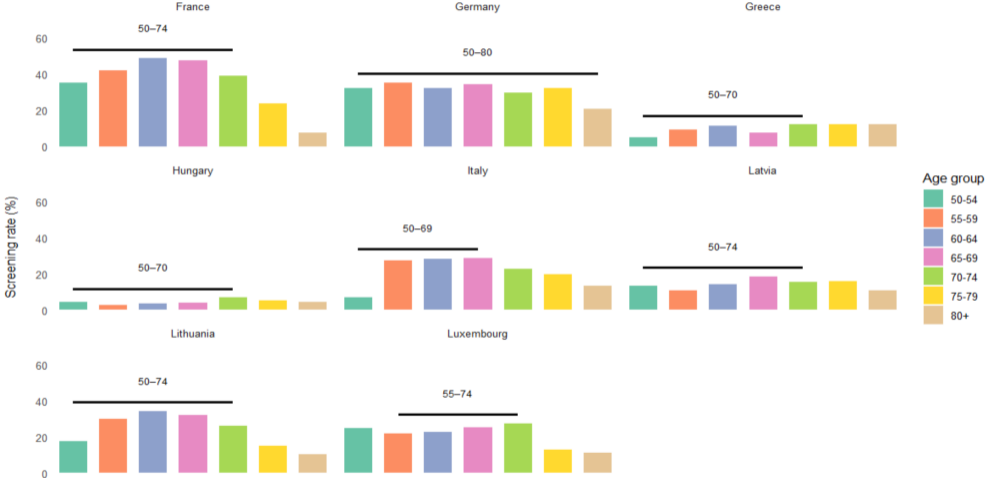 France
Germany
Greece
50–74
50–80
50–70
60
40
20
0
Hungary
Italy
Latvia
50–70
50–69
50–74
60
40
20
0
Screening rate (%)
Lithuania
Luxembourg
50–74
55–74
60
40
20
0
Age group
50-54
55-59
60-64
65-69
70-74
75-79
80+